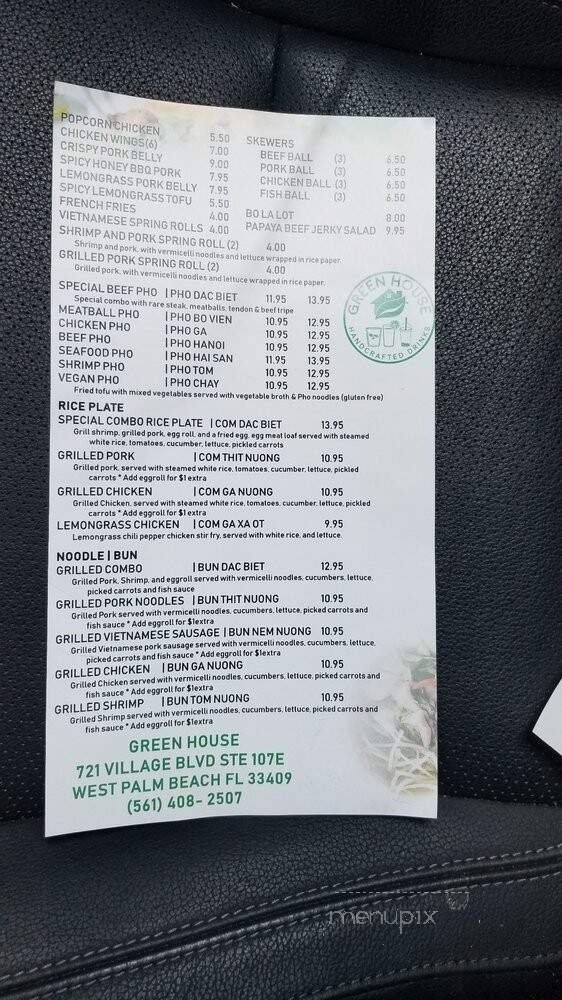 POPCORN CHICKEN 5.50
CHICKEN WINGS(6) 7.00
CRISPY PORK BELLY 9.00
SPICY HONEY BBQ PORK 7.95
LEMONGRASS PORK BELLY 7.95
SPICY LEMONGRASS TOFU 5.50
FRENCH FRIES 4.00
VIETNAMESE SPRING ROLLS 4.00
SKEWERS
BEEF BALL (3) 6.50
PORK BALL (3) 6.50
CHICKEN BALL (3) 6.50
FISH BALL (3) 6.50
BO LA LOT 8.00
PAPAYA BEEF JERKY SALAD 9.95
SHRIMP AND PORK SPRING ROLL (2) 4.00
Shrimp and pork, with vermicelli noodles and lettuce wrapped in rice paper.
GRILLED PORK SPRING ROLL (2) 4.00
Grilled pork, with vermicelli noodles and lettuce wrapped in rice paper.
GREEN HOUSE
HANDCRAFTED DRINKS
SPECIAL BEEF PHO | PHO DAC BIET 11.95 13.95
Special combo with rare steak, meatballs, tendon & beef tripe
MEATBALL PHO | PHO BO VIEN 10.95 12.95
CHICKEN PHO | PHO GA 10.95 12.95
BEEF PHO | PHO HANOI 10.95 12.95
SEAFOOD PHO | PHO HAI SAN 11.95 13.95
SHRIMP PHO | PHO TOM 10.95 12.95
VEGAN PHO | PHO CHAY 10.95 12.95
Fried tofu with mixed vegetables served with vegetable broth & Pho noodles (gluten free)
RICE PLATE
SPECIAL COMBO RICE PLATE | COM DAC BIET 13.95
Grill shrimp, grilled pork, egg roll, and a fried egg, egg meat loaf served with steamed
white rice, tomatoes, cucumber, lettuce, pickled carrots
GRILLED PORK | COM THIT NUONG 10.95
Grilled pork, served with steamed white rice, tomatoes, cucumber, lettuce, pickled
carrots * Add eggroll for $1 extra
GRILLED CHICKEN | COM GA NUONG 10.95
Grilled Chicken, served with steamed white rice, tomatoes, cucumber, lettuce, pickled
carrots * Add eggroll for $1 extra
LEMONGRASS CHICKEN | COM GA XA OT 9.95
Lemongrass chili pepper chicken stir fry, served with white rice, and lettuce.
NOODLE | BUN
GRILLED COMBO | BUN DAC BIET 12.95
Grilled Pork, Shrimp, and eggroll served with vermicelli noodles, cucumbers, lettuce,
picked carrots and fish sauce
GRILLED PORK NOODLES | BUN THIT NUONG 10.95
Grilled Pork served with vermicelli noodles, cucumbers, lettuce, picked carrots and
fish sauce * Add eggroll for $1extra
GRILLED VIETNAMESE SAUSAGE | BUN NEM NUONG 10.95
Grilled Vietnamese pork sausage served with vermicelli noodles, cucumbers, lettuce,
picked carrots and fish sauce * Add eggroll for $1extra
GRILLED CHICKEN | BUN GA NUONG 10.95
Grilled Chicken served with vermicelli noodles, cucumbers, lettuce, picked carrots and
fish sauce * Add eggroll for $1extra
GRILLED SHRIMP | BUN TOM NUONG 10.95
Grilled Shrimp served with vermicelli noodles, cucumbers, lettuce, picked carrots and
fish sauce * Add eggroll for $1extra
GREEN HOUSE
721 VILLAGE BLVD STE 107E
WEST PALM BEACH FL 33409
(561) 408- 2507
menupix